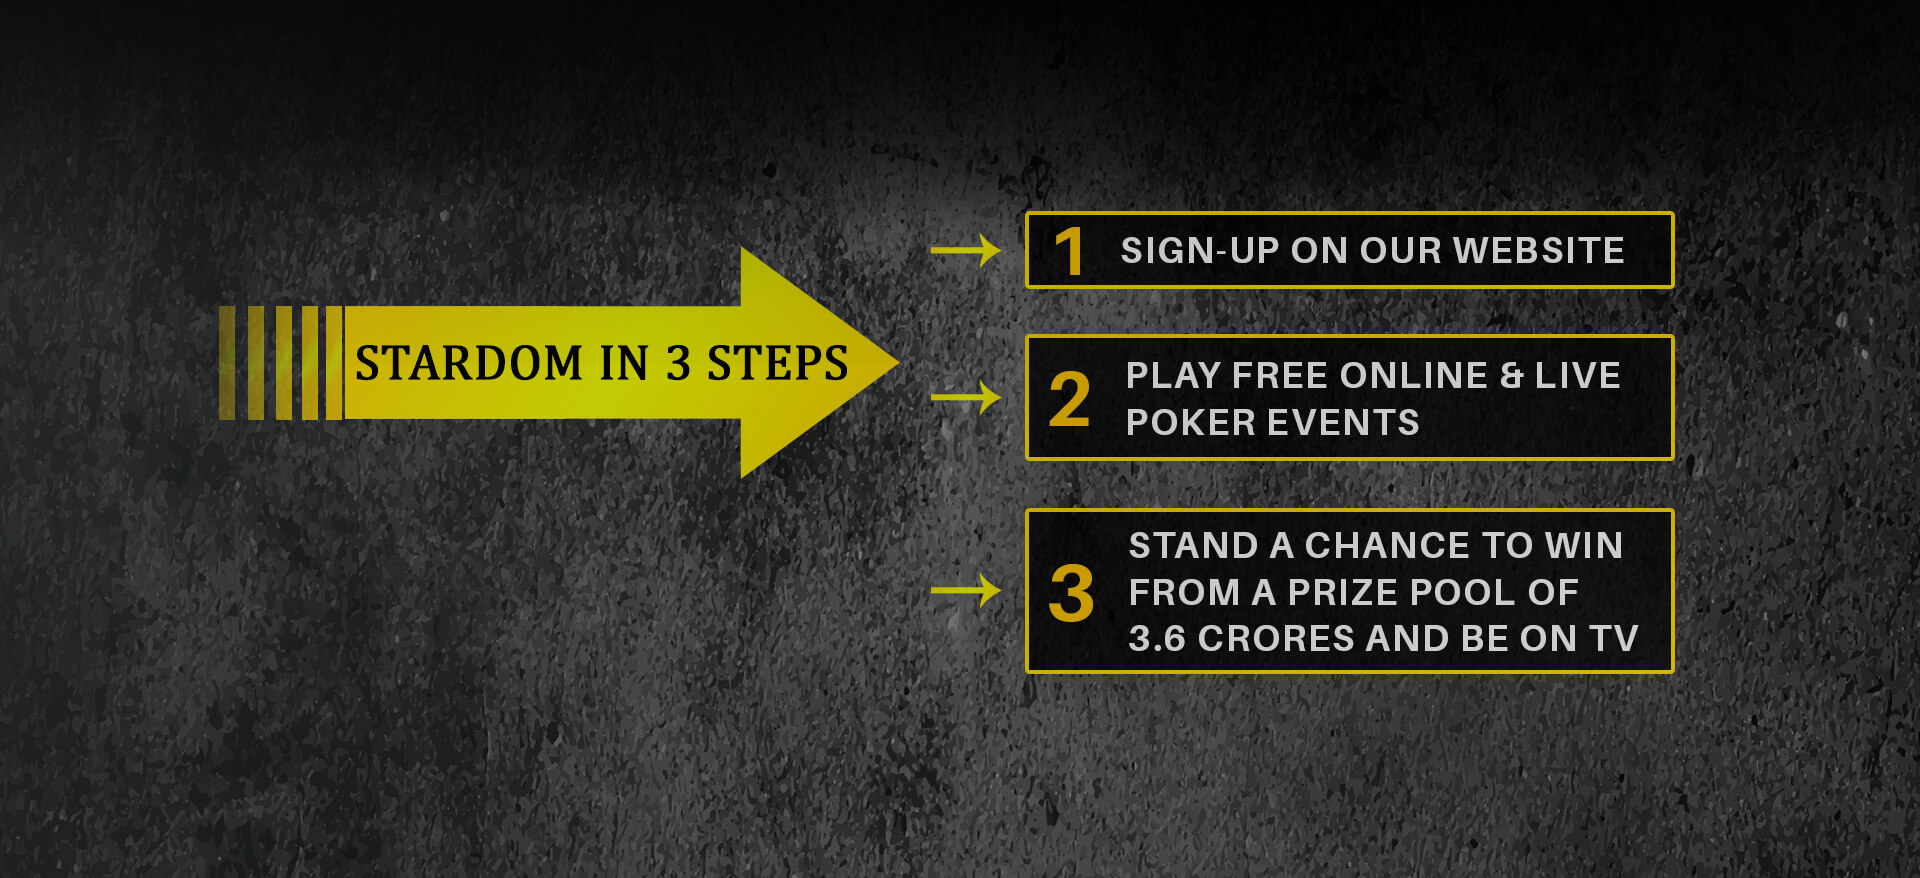 STARDOM IN 3 STEPS
1 SIGN-UP ON OUR WEBSITE
2 PLAY FREE ONLINE & LIVE
POKER EVENTS
3 STAND A CHANCE TO WIN
FROM A PRIZE POOL OF
3.6 CRORES AND BE ON TV